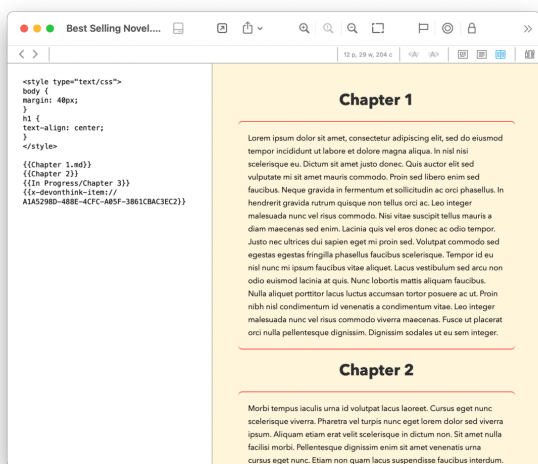 Best Selling Novel....
12 p, 29 w, 204 c
<style type="text/css">
body {
margin: 40px;
}
h1 {
text-align: center;
}
</style>
{{Chapter 1.md}}
{{Chapter 2}}
{{In Progress/Chapter 3}}
{{x-devonthink-item://
A1A5298D-488E-4CFC-A05F-3861CBAC3EC2}}
Chapter 1
Lorem ipsum dolor sit amet, consectetur adipiscing elit, sed do eiusmod
tempor incididunt ut labore et dolore magna aliqua. In nisl nisi
scelerisque eu. Dictum sit amet justo donec. Quis auctor elit sed
vulputate mi sit amet mauris commodo. Proin sed libero enim sed
faucibus. Neque gravida in fermentum et sollicitudin ac orci phasellus. In
hendrerit gravida rutrum quisque non tellus orci ac. Leo integer
malesuada nunc vel risus commodo. Nisi vitae suscipit tellus mauris a
diam maecenas sed enim. Lacinia quis vel eros donec ac odio tempor.
Justo nec ultrices dui sapien eget mi proin sed. Volutpat commodo sed
egestas egestas fringilla phasellus faucibus scelerisque. Tempor id eu
nisl nunc mi ipsum faucibus vitae aliquet. Lacus vestibulum sed arcu non
odio euismod lacinia at quis. Nunc lobortis mattis aliquam faucibus.
Nulla aliquet porttitor lacus luctus accumsan tortor posuere ac ut. Proin
nibh nisl condimentum id venenatis a condimentum vitae. Leo integer
malesuada nunc vel risus commodo viverra maecenas. Fusce ut placerat
orci nulla pellentesque dignissim. Dignissim sodales ut eu sem integer.
Chapter 2
Morbi tempus iaculis urna id volutpat lacus laoreet. Cursus eget nunc
scelerisque viverra. Pharetra vel turpis nunc eget lorem dolor sed viverra
ipsum. Aliquam etiam erat velit scelerisque in dictum non. Sit amet nulla
facilisi morbi. Pellentesque dignissim enim sit amet venenatis urna
cursus eget nunc. Etiam non quam lacus suspendisse faucibus interdum.